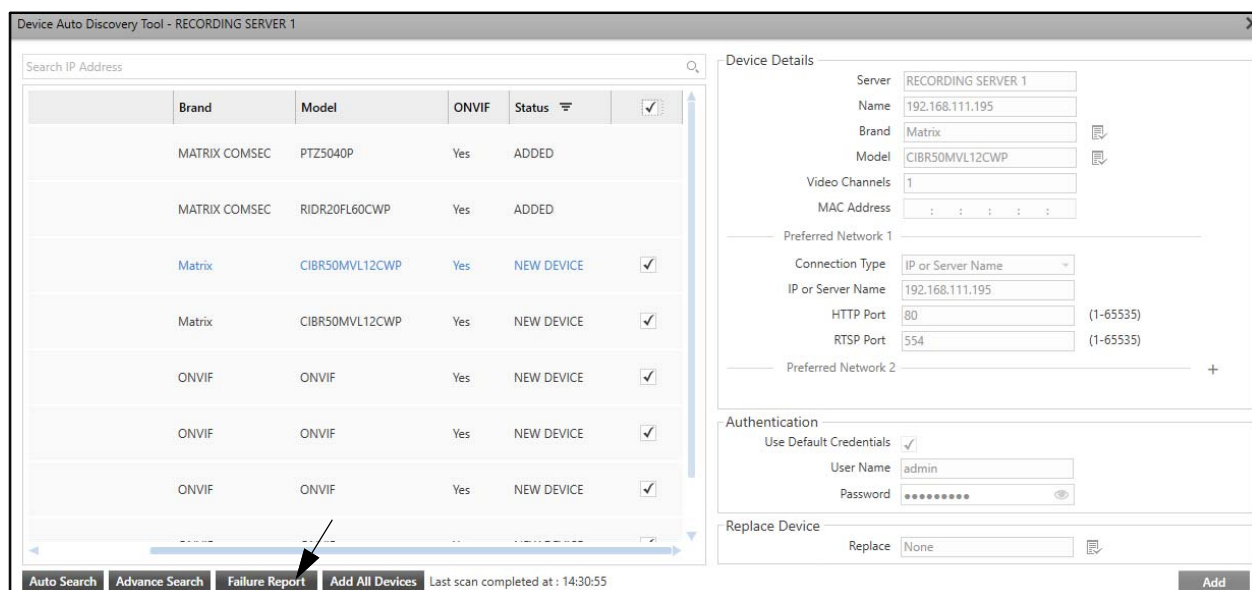 Device Auto Discovery Tool - RECORDING SERVER 1
Search IP Address
Brand Model ONVIF Status
MATRIX COMSEC PTZ5040P Yes ADDED
MATRIX COMSEC RIDR20FL60CWP Yes ADDED
Matrix CIBR50MVL12CWP Yes NEW DEVICE
Matrix CIBR50MVL12CWP Yes NEW DEVICE
ONVIF ONVIF Yes NEW DEVICE
ONVIF ONVIF Yes NEW DEVICE
ONVIF ONVIF Yes NEW DEVICE
Auto Search Advance Search Failure Report Add All Devices Last scan completed at : 14:30:55
Device Details
Server RECORDING SERVER 1
Name 192.168.111.195
Brand Matrix
Model CIBR50MVL12CWP
Video Channels 1
MAC Address : : : : :
Preferred Network 1
Connection Type IP or Server Name
IP or Server Name 192.168.111.195
HTTP Port 80 (1-65535)
RTSP Port 554 (1-65535)
Preferred Network 2 +
Authentication
Use Default Credentials
User Name admin
Password •••••••••
Replace Device
Replace None
Add